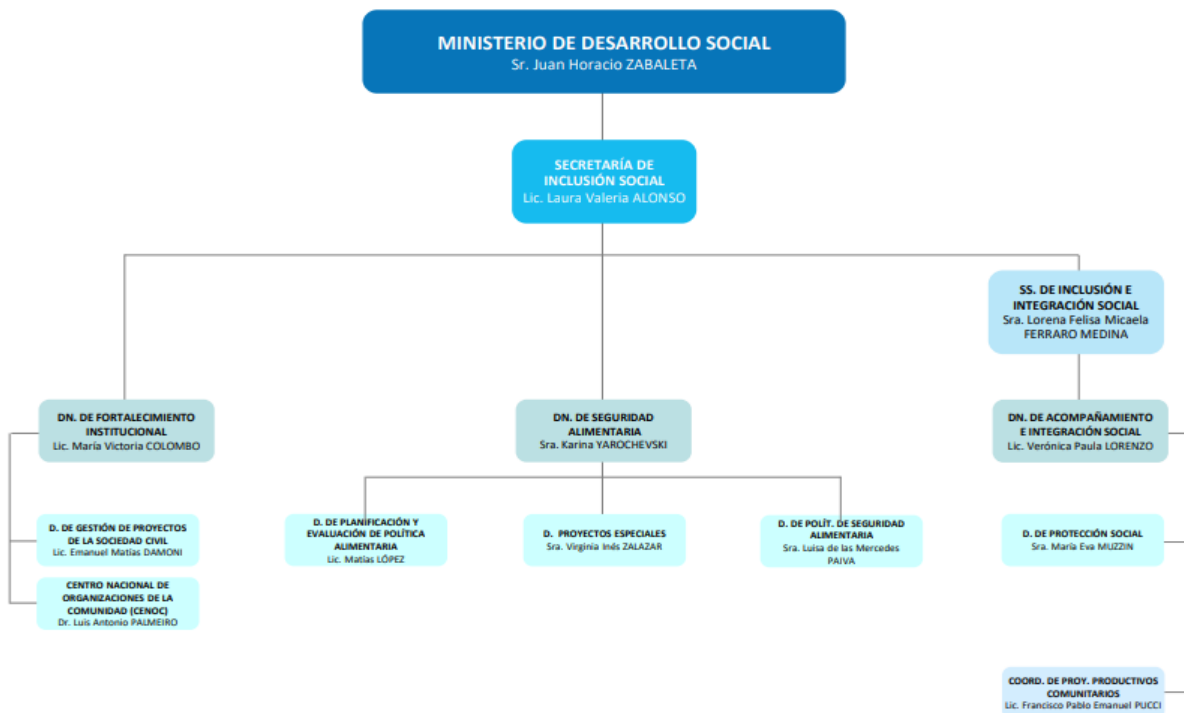 MINISTERIO DE DESARROLLO SOCIAL
Sr. Juan Horacio ZABALETA
SECRETARÍA DE
INCLUSIÓN SOCIAL
Lic. Laura Valeria ALONSO
SS. DE INCLUSIÓN E
INTEGRACIÓN SOCIAL
Sra. Lorena Felisa Micaela
FERRARO MEDINA
DN. DE FORTALECIMIENTO
INSTITUCIONAL
Lic. María Victoria COLOMBO
DN. DE SEGURIDAD
ALIMENTARIA
Sra. Karina YAROCHEVSKI
DN. DE ACOMPAÑAMIENTO
E INTEGRACIÓN SOCIAL
Lic. Verónica Paula LORENZO
D. DE GESTIÓN DE PROYECTOS
DE LA SOCIEDAD CIVIL
Lic. Emanuel Matías DAMONI
D. DE PLANIFICACIÓN Y
EVALUACIÓN DE POLÍTICA
ALIMENTARIA
Lic. Matías LÓPEZ
D. PROYECTOS ESPECIALES
Sra. Virginia Inés ZALAZAR
D. DE POLÍT. DE SEGURIDAD
ALIMENTARIA
Sra. Luisa de las Mercedes
PAIVA
D. DE PROTECCIÓN SOCIAL
Sra. María Eva MUZZIN
CENTRO NACIONAL DE
ORGANIZACIONES DE LA
COMUNIDAD (CENOC)
Dr. Luis Antonio PALMEIRO
COORD. DE PROY. PRODUCTIVOS
COMUNITARIOS
Lic. Francisco Pablo Emanuel PUCCI